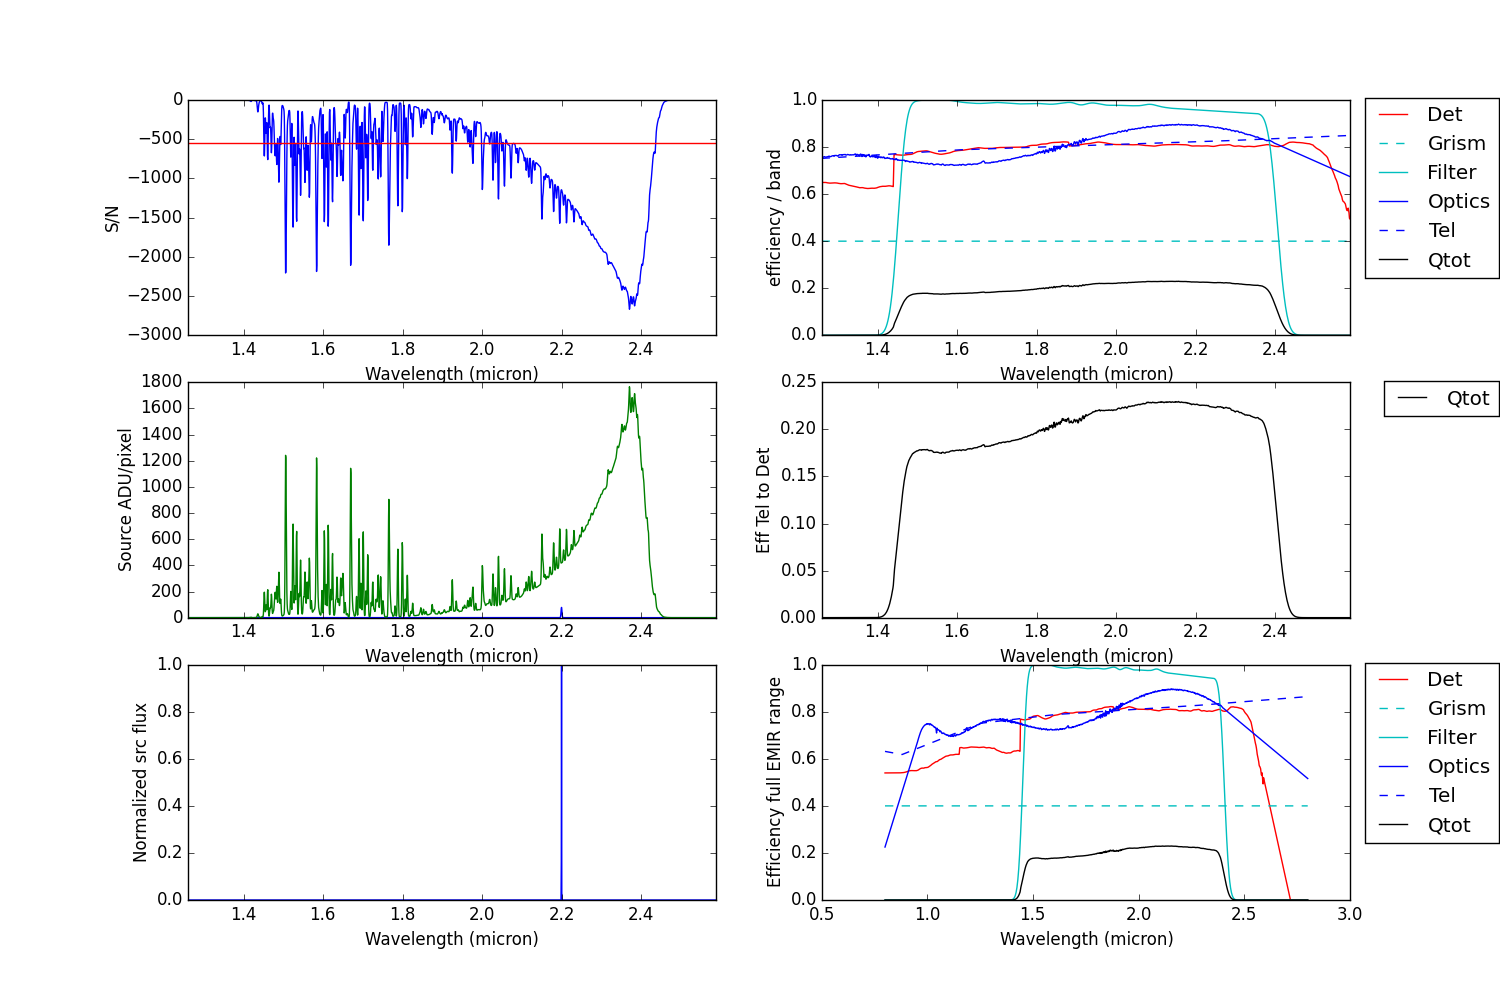 0
−500
−1000
−1500
−2000
−2500
−3000
S/N
1.4 1.6 1.8 2.0 2.2 2.4
Wavelength (micron)
1.0
0.8
0.6
0.4
0.2
0.0
efficiency / band
1.4 1.6 1.8 2.0 2.2 2.4
Wavelength (micron)
Det
Grism
Filter
Optics
Tel
Qtot
1800
1600
1400
1200
1000
800
600
400
200
0
Source ADU/pixel
1.4 1.6 1.8 2.0 2.2 2.4
Wavelength (micron)
0.25
0.20
0.15
0.10
0.05
0.00
Eff Tel to Det
1.4 1.6 1.8 2.0 2.2 2.4
Wavelength (micron)
Qtot
1.0
0.8
0.6
0.4
0.2
0.0
Normalized src flux
1.4 1.6 1.8 2.0 2.2 2.4
Wavelength (micron)
1.0
0.8
0.6
0.4
0.2
0.0
Efficiency full EMIR range
0.5 1.0 1.5 2.0 2.5 3.0
Wavelength (micron)
Det
Grism
Filter
Optics
Tel
Qtot